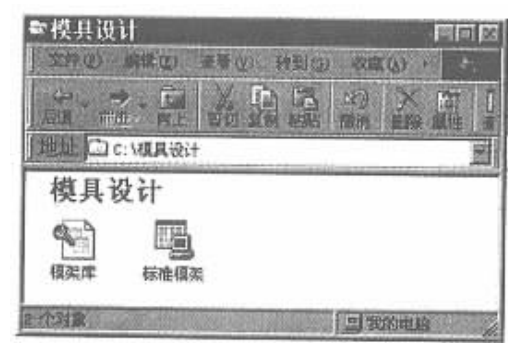 模具设计
文件(F) 编辑(E) 查看(V) 转到(G) 收藏(A)
后退 前进 向上 剪切 复制 粘贴 撤消 删除 属性
地址 C:\模具设计
模具设计
模架库 标准模架
2 个对象 我的电脑